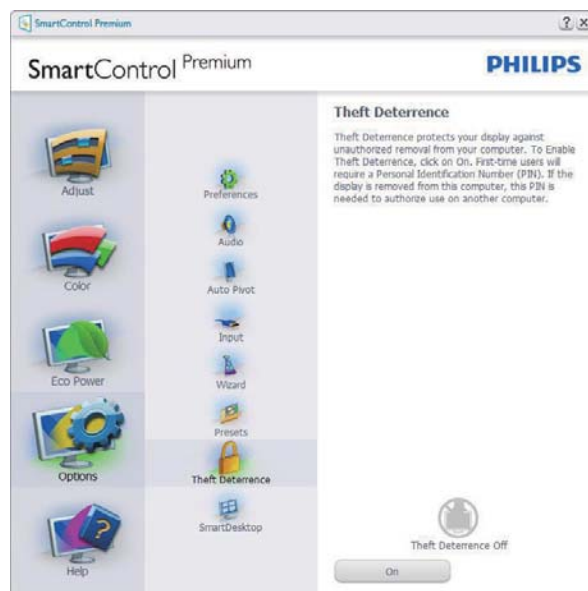 SmartControl Premium
? X
SmartControl Premium
PHILIPS
Adjust
Color
Eco Power
Options
Help
Preferences
Audio
Auto Pivot
Input
Wizard
Presets
Theft Deterrence
SmartDesktop
Theft Deterrence
Theft Deterrence protects your display against
unauthorized removal from your computer. To Enable
Theft Deterrence, click on On. First-time users will
require a Personal Identification Number (PIN). If the
display is removed from this computer, this PIN is
needed to authorize use on another computer.
Theft Deterrence Off
On